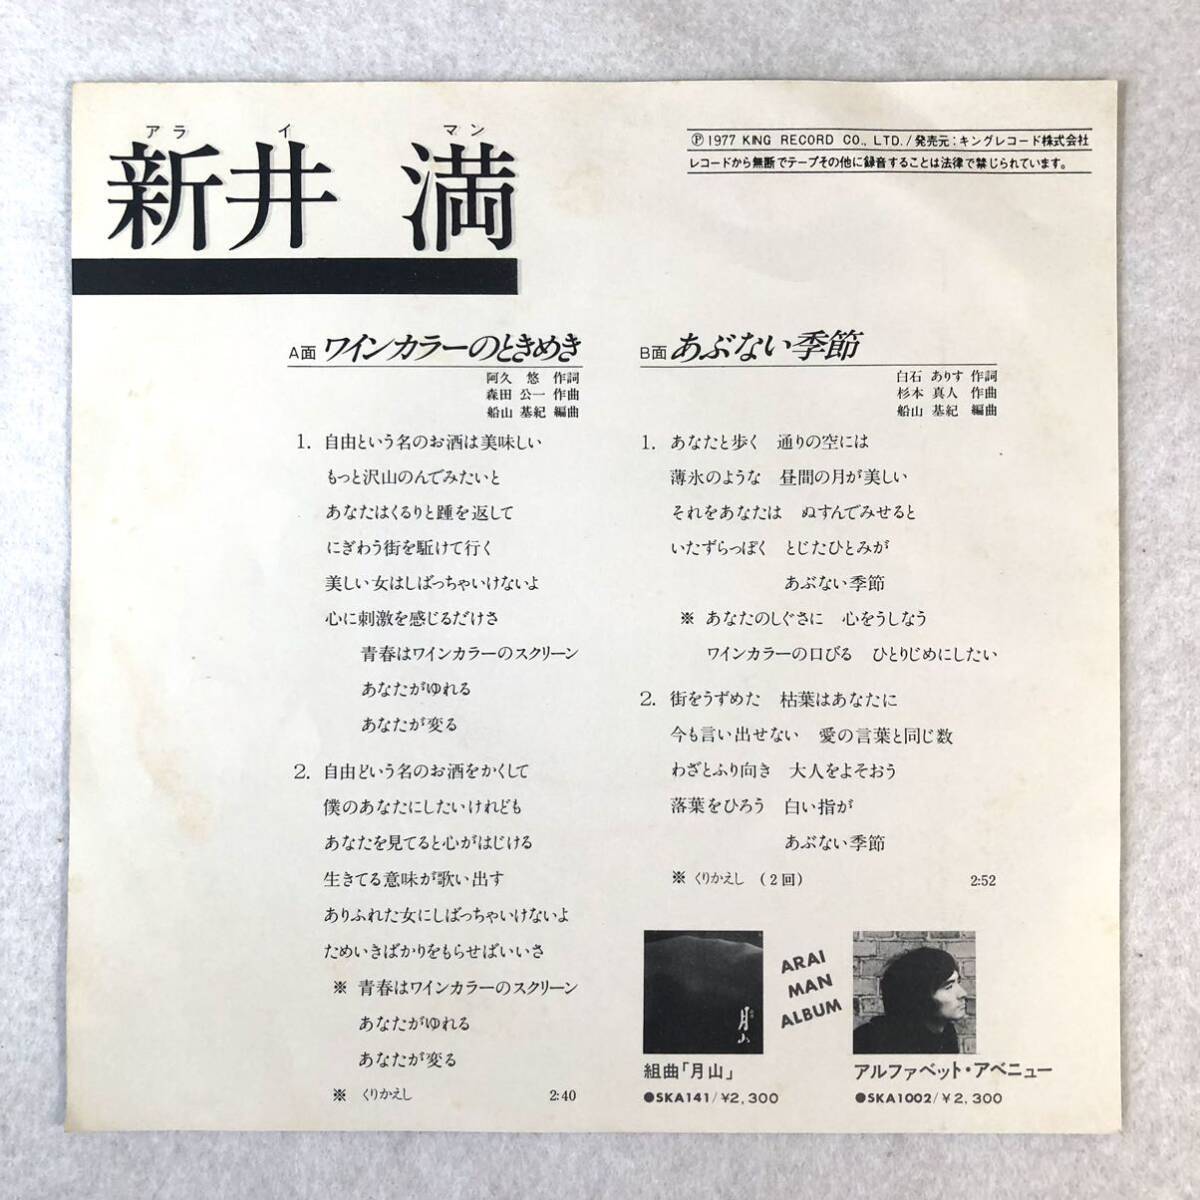 アライ マン
新井 満
Ⓟ1977 KING RECORD CO., LTD./発売元:キングレコード株式会社
レコードから無断でテープその他に録音することは法律で禁じられています。
A面 ワインカラーのときめき
阿久 悠 作詞
森田 公一 作曲
船山 基紀 編曲
1. 自由という名のお酒は美味しい
もっと沢山のんでみたいと
あなたはくるりと踵を返して
にぎわう街を駈けて行く
美しい女はしばっちゃいけないよ
心に刺激を感じるだけさ
青春はワインカラーのスクリーン
あなたがゆれる
あなたが変る
2. 自由という名のお酒をかくして
僕のあなたにしたいけれども
あなたを見てると心がはじける
生きてる意味が歌い出す
ありふれた女にしばっちゃいけないよ
ためいきばかりをもらせばいいさ
※ 青春はワインカラーのスクリーン
あなたがゆれる
あなたが変る
※ くりかえし 2:40
B面 あぶない季節
白石 ありす 作詞
杉本 真人 作曲
船山 基紀 編曲
1. あなたと歩く 通りの空には
薄氷のような 昼間の月が美しい
それをあなたは ぬすんでみせると
いたずらっぽく とじたひとみが
あぶない季節
※ あなたのしぐさに 心をうしなう
ワインカラーの口びる ひとりじめにしたい
2. 街をうずめた 枯葉はあなたに
今も言い出せない 愛の言葉と同じ数
わざとふり向き 大人をよそおう
落葉をひろう 白い指が
あぶない季節
※ くりかえし (2回) 2:52
月山
ARAI
MAN
ALBUM
組曲「月山」
●SKA141/¥2,300
アルファベット・アベニュー
●SKA1002/¥2,300